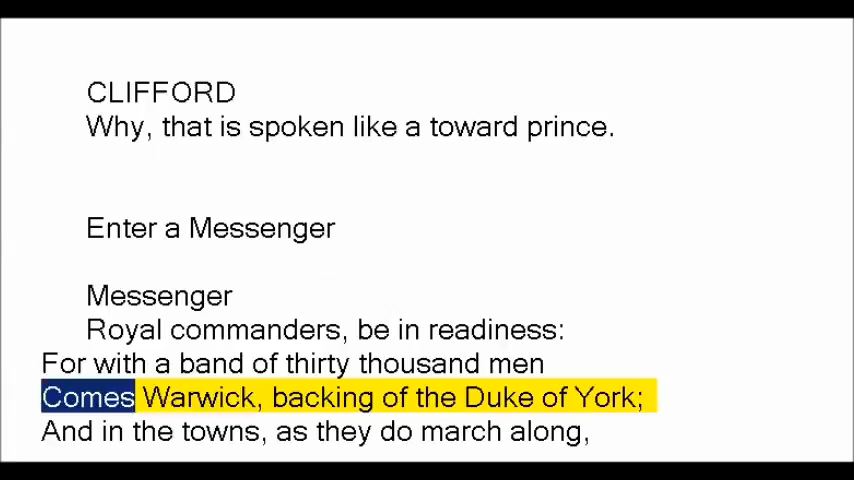 CLIFFORD
Why, that is spoken like a toward prince.
Enter a Messenger
Messenger
Royal commanders, be in readiness:
For with a band of thirty thousand men
Comes Warwick, backing of the Duke of York;
And in the towns, as they do march along,